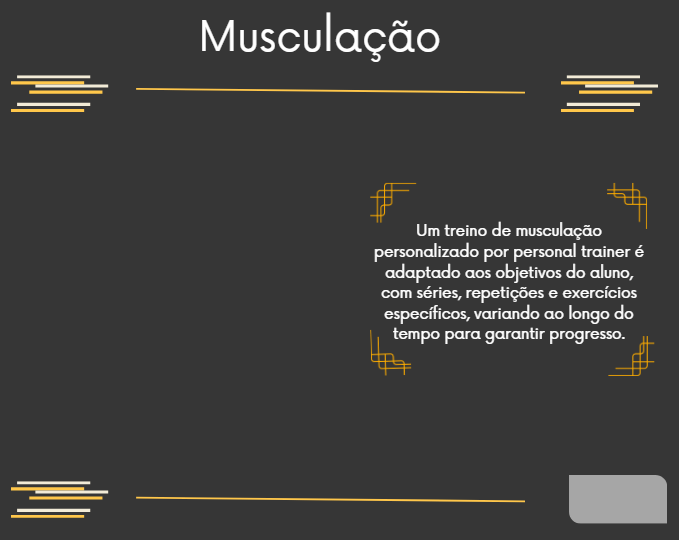 Musculação
Um treino de musculação
personalizado por personal trainer é
adaptado aos objetivos do aluno,
com séries, repetições e exercícios
específicos, variando ao longo do
tempo para garantir progresso.